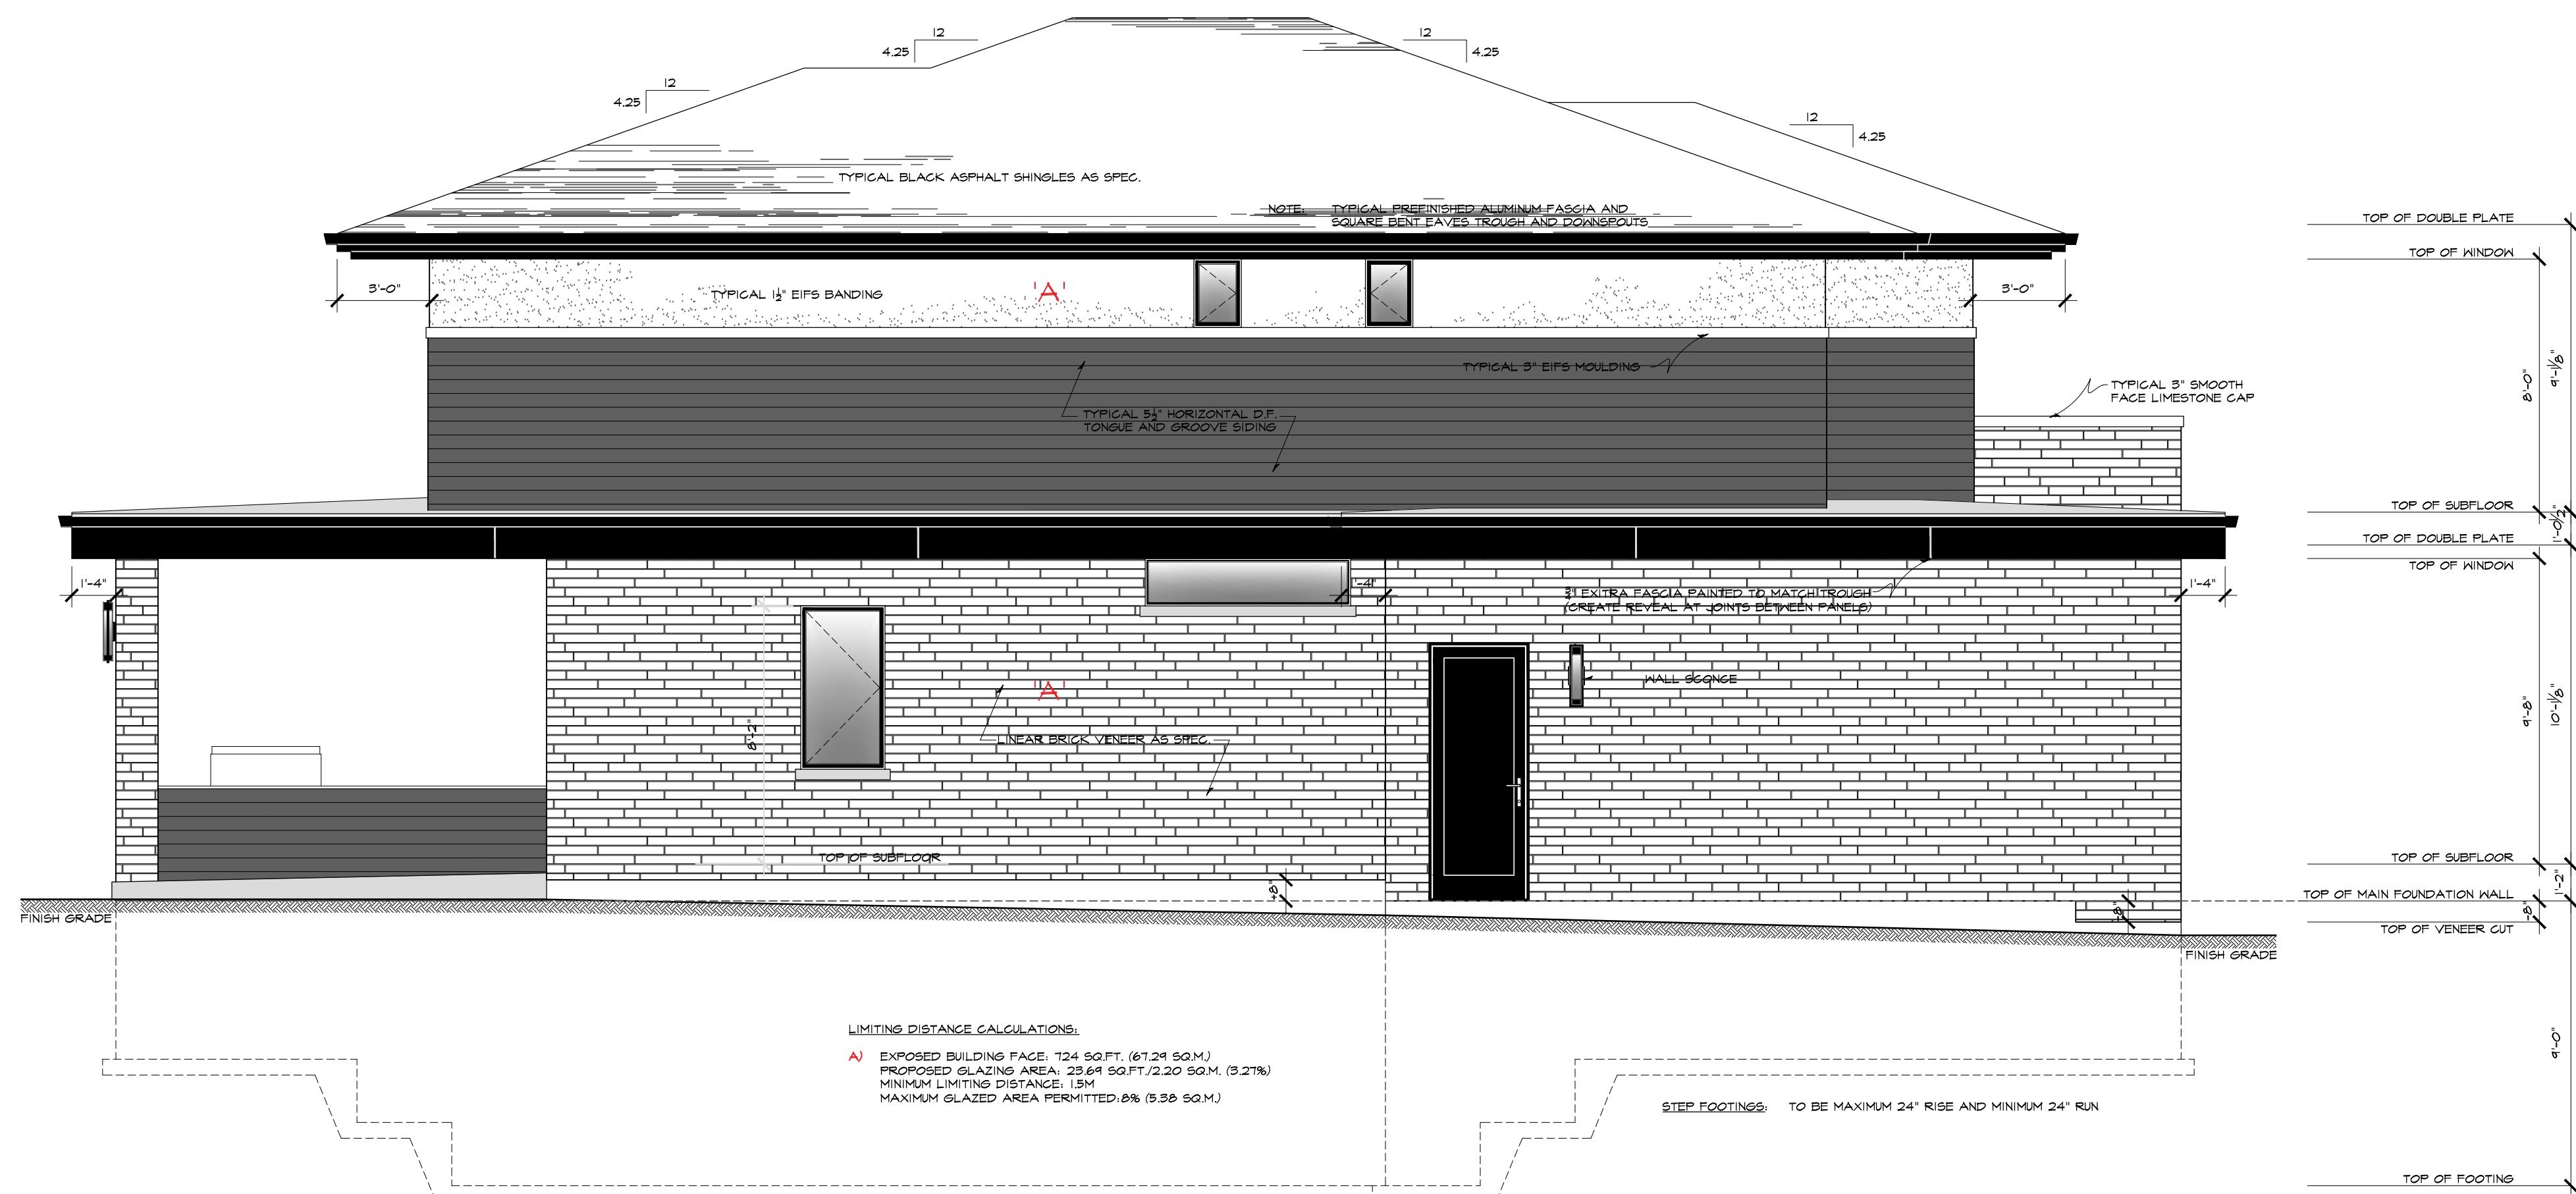 12
4.25
12
4.25
12
4.25
12
4.25
TYPICAL BLACK ASPHALT SHINGLES AS SPEC.
NOTE: TYPICAL PREFINISHED ALUMINUM FASCIA AND
SQUARE BENT EAVES TROUGH AND DOWNSPOUTS
TOP OF DOUBLE PLATE
TOP OF WINDOW
3'-0"
TYPICAL 1½" EIFS BANDING
'A'
3'-0"
TYPICAL 3" EIFS MOULDING
8'-0"
9'-1⅛"
TYPICAL 3" SMOOTH
FACE LIMESTONE CAP
TYPICAL 5½" HORIZONTAL D.F.
TONGUE AND GROOVE SIDING
TOP OF SUBFLOOR
1'-0½"
TOP OF DOUBLE PLATE
TOP OF WINDOW
1'-4"
1'-4"
1'-4"
EXTRA FASCIA PAINTED TO MATCH TROUGH
(CREATE REVEAL AT JOINTS BETWEEN PANELS)
WALL SCONCE
'A'
8'-2"
LINEAR BRICK VENEER AS SPEC.
9'-8"
10'-1⅛"
TOP OF SUBFLOOR
TOP OF SUBFLOOR
1'-2"
±8"
±8"
TOP OF MAIN FOUNDATION WALL
-8"
TOP OF VENEER CUT
FINISH GRADE
FINISH GRADE
LIMITING DISTANCE CALCULATIONS:
A) EXPOSED BUILDING FACE: 724 SQ.FT. (67.29 SQ.M.)
PROPOSED GLAZING AREA: 23.69 SQ.FT./2.20 SQ.M. (3.27%)
MINIMUM LIMITING DISTANCE: 1.5M
MAXIMUM GLAZED AREA PERMITTED:8% (5.38 SQ.M.)
9'-0"
STEP FOOTINGS: TO BE MAXIMUM 24" RISE AND MINIMUM 24" RUN
TOP OF FOOTING